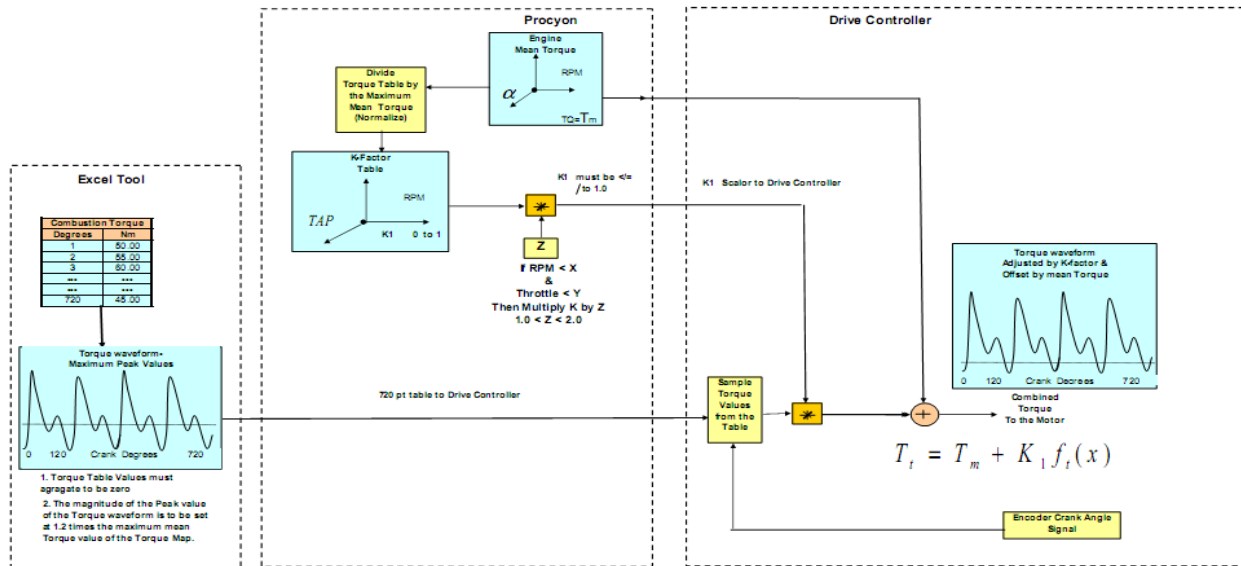 Excel Tool
Combustion Torque
Degrees Nm
1 50.00
2 55.00
3 60.00
... ...
... ...
720 45.00
Torque waveform-
Maximum Peak Values
0 120 Crank Degrees 720
1. Torque Table Values must
agragate to be zero
2. The magnitude of the Peak value
of the Torque waveform is to be set
at 1.2 times the maximum mean
Torque value of the Torque Map.
Procyon
Engine
Mean Torque
RPM
α
TQ=Tm
Divide
Torque Table by
the Maximum
Mean Torque
(Normalize)
K-Factor
Table
RPM
TAP
K1 0 to 1
K1 must be </=
/to 1.0
*
Z
If RPM < X
&
Throttle < Y
Then Multiply K by Z
1.0 < Z < 2.0
720 pt table to Drive Controller
Drive Controller
K1 Scalor to Drive Controller
Torque waveform
Adjusted by K-factor &
Offset by mean Torque
0 120 Crank Degrees 720
Sample
Torque
Values
from the
Table
*
+
Combined
Torque
To the Motor
T_t = T_m + K_1 f_t(x)
Encoder Crank Angle
Signal